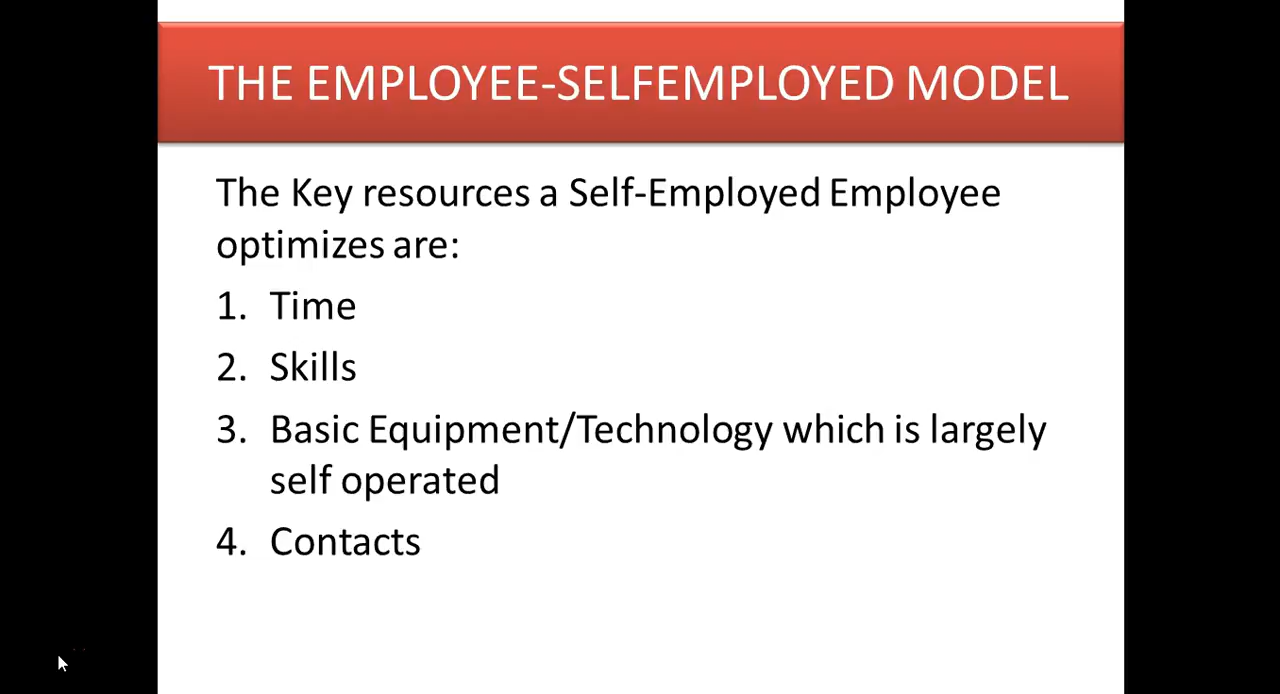 THE EMPLOYEE-SELFEMPLOYED MODEL
The Key resources a Self-Employed Employee
optimizes are:
1. Time
2. Skills
3. Basic Equipment/Technology which is largely
self operated
4. Contacts